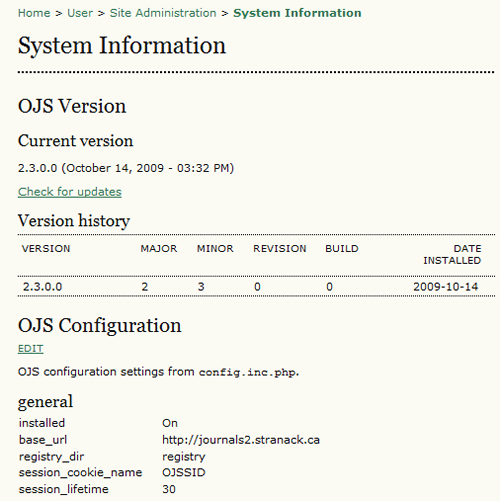 Home > User > Site Administration > System Information
System Information
OJS Version
Current version
2.3.0.0 (October 14, 2009 - 03:32 PM)
Check for updates
Version history
VERSION MAJOR MINOR REVISION BUILD DATE INSTALLED
2.3.0.0 2 3 0 0 2009-10-14
OJS Configuration
EDIT
OJS configuration settings from config.inc.php.
general
installed On
base_url http://journals2.stranack.ca
registry_dir registry
session_cookie_name OJSSID
session_lifetime 30